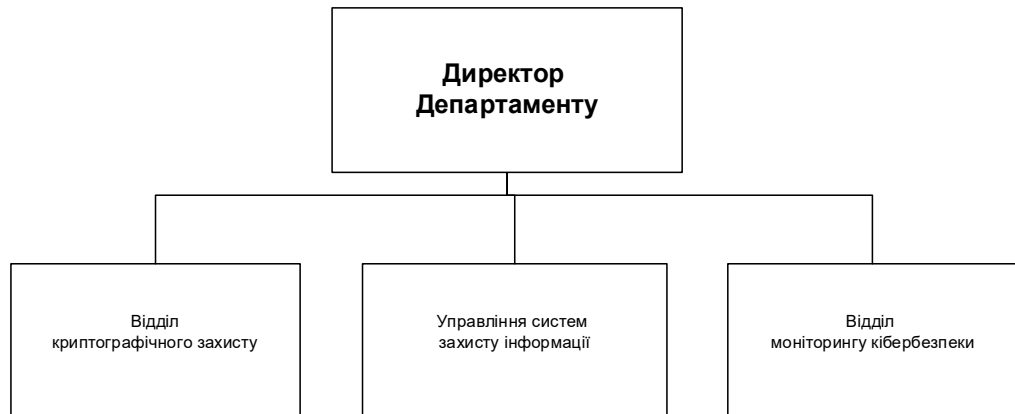 Директор
Департаменту
Відділ
криптографічного захисту
Управління систем
захисту інформації
Відділ
моніторингу кібербезпеки